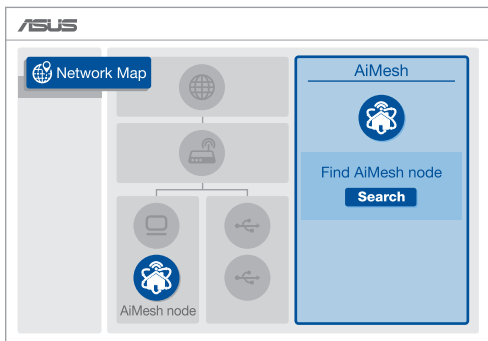 ASUS
Network Map
AiMesh
Find AiMesh node
Search
AiMesh node